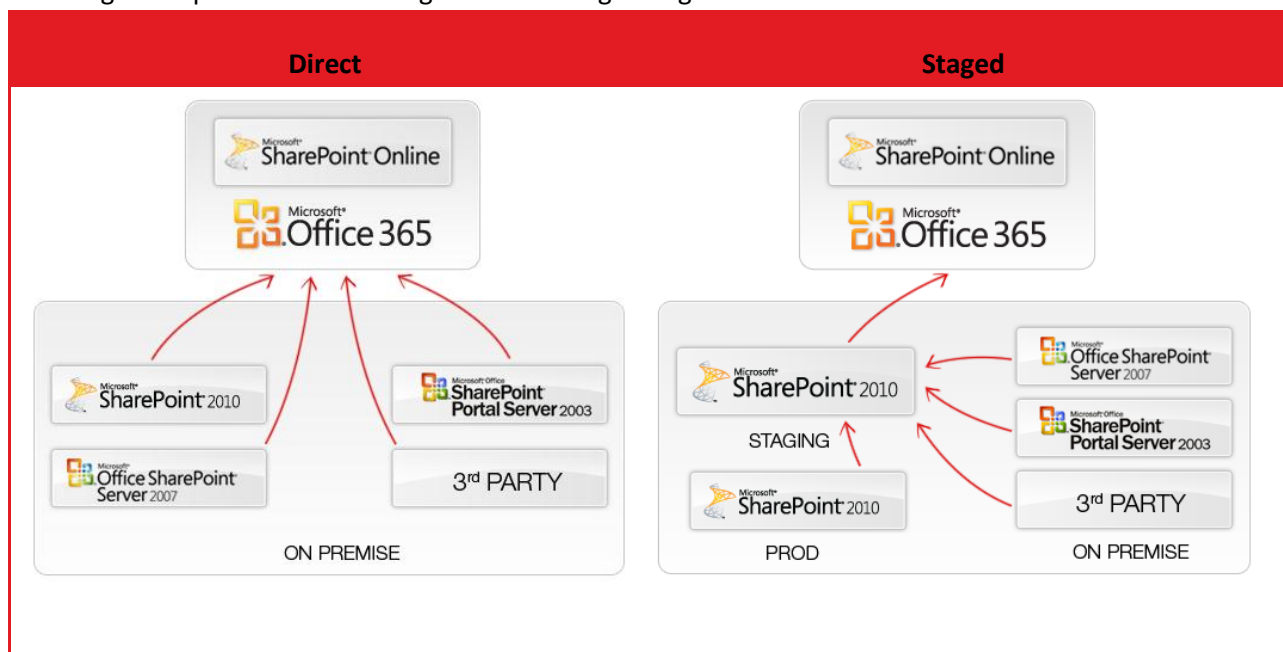 Direct
Staged
Microsoft®
SharePoint® Online
Microsoft®
Office 365
Microsoft®
SharePoint® 2010
Microsoft®
Office SharePoint®
Server 2007
Microsoft Office
SharePoint®
Portal Server 2003
3rd PARTY
ON PREMISE
Microsoft®
SharePoint® Online
Microsoft®
Office 365
Microsoft®
SharePoint® 2010
STAGING
Microsoft®
SharePoint® 2010
PROD
Microsoft®
Office SharePoint®
Server 2007
Microsoft Office
SharePoint®
Portal Server 2003
3rd PARTY
ON PREMISE